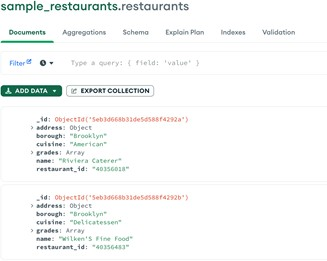 sample_restaurants.restaurants
Documents Aggregations Schema Explain Plan Indexes Validation
Filter Type a query: { field: 'value' }
ADD DATA EXPORT COLLECTION
_id: ObjectId('5eb3d668b31de5d588f4292a')
address: Object
borough: "Brooklyn"
cuisine: "American"
grades: Array
name: "Riviera Caterer"
restaurant_id: "40356018"
_id: ObjectId('5eb3d668b31de5d588f4292b')
address: Object
borough: "Brooklyn"
cuisine: "Delicatessen"
grades: Array
name: "Wilken'S Fine Food"
restaurant_id: "40356483"